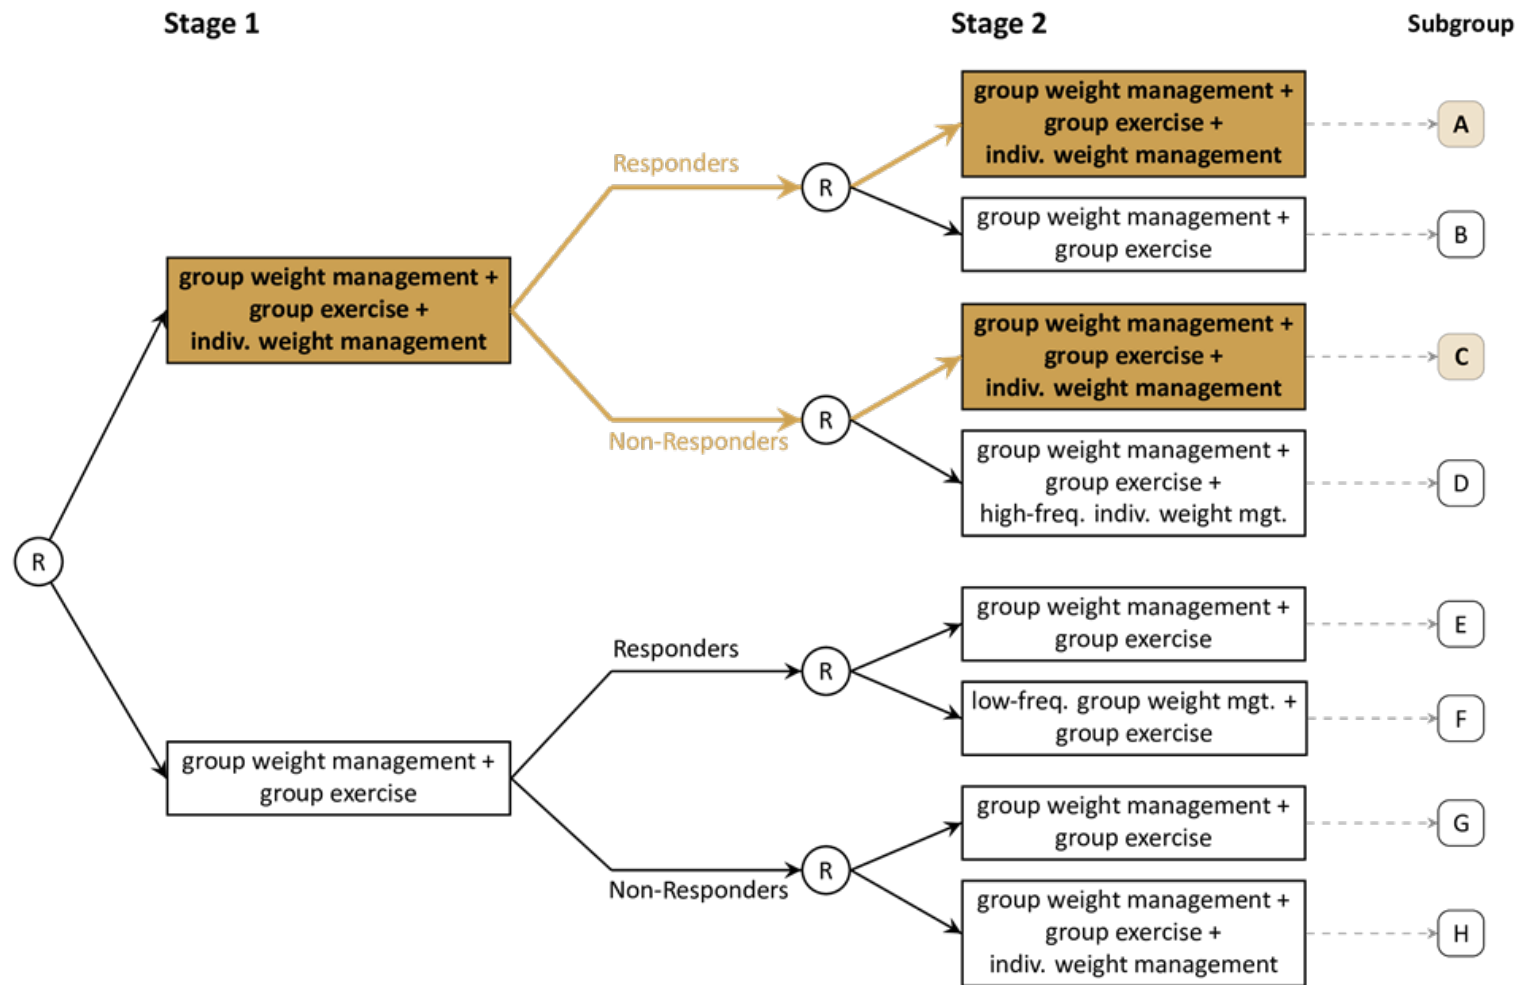 Stage 1
Stage 2
Subgroup
group weight management +
group exercise +
indiv. weight management
A
Responders
R
group weight management +
group exercise
B
group weight management +
group exercise +
indiv. weight management
group weight management +
group exercise +
indiv. weight management
C
R
Non-Responders
group weight management +
group exercise +
high-freq. indiv. weight mgt.
D
R
group weight management +
group exercise
E
Responders
R
low-freq. group weight mgt. +
group exercise
F
group weight management +
group exercise
group weight management +
group exercise
G
R
Non-Responders
group weight management +
group exercise +
indiv. weight management
H